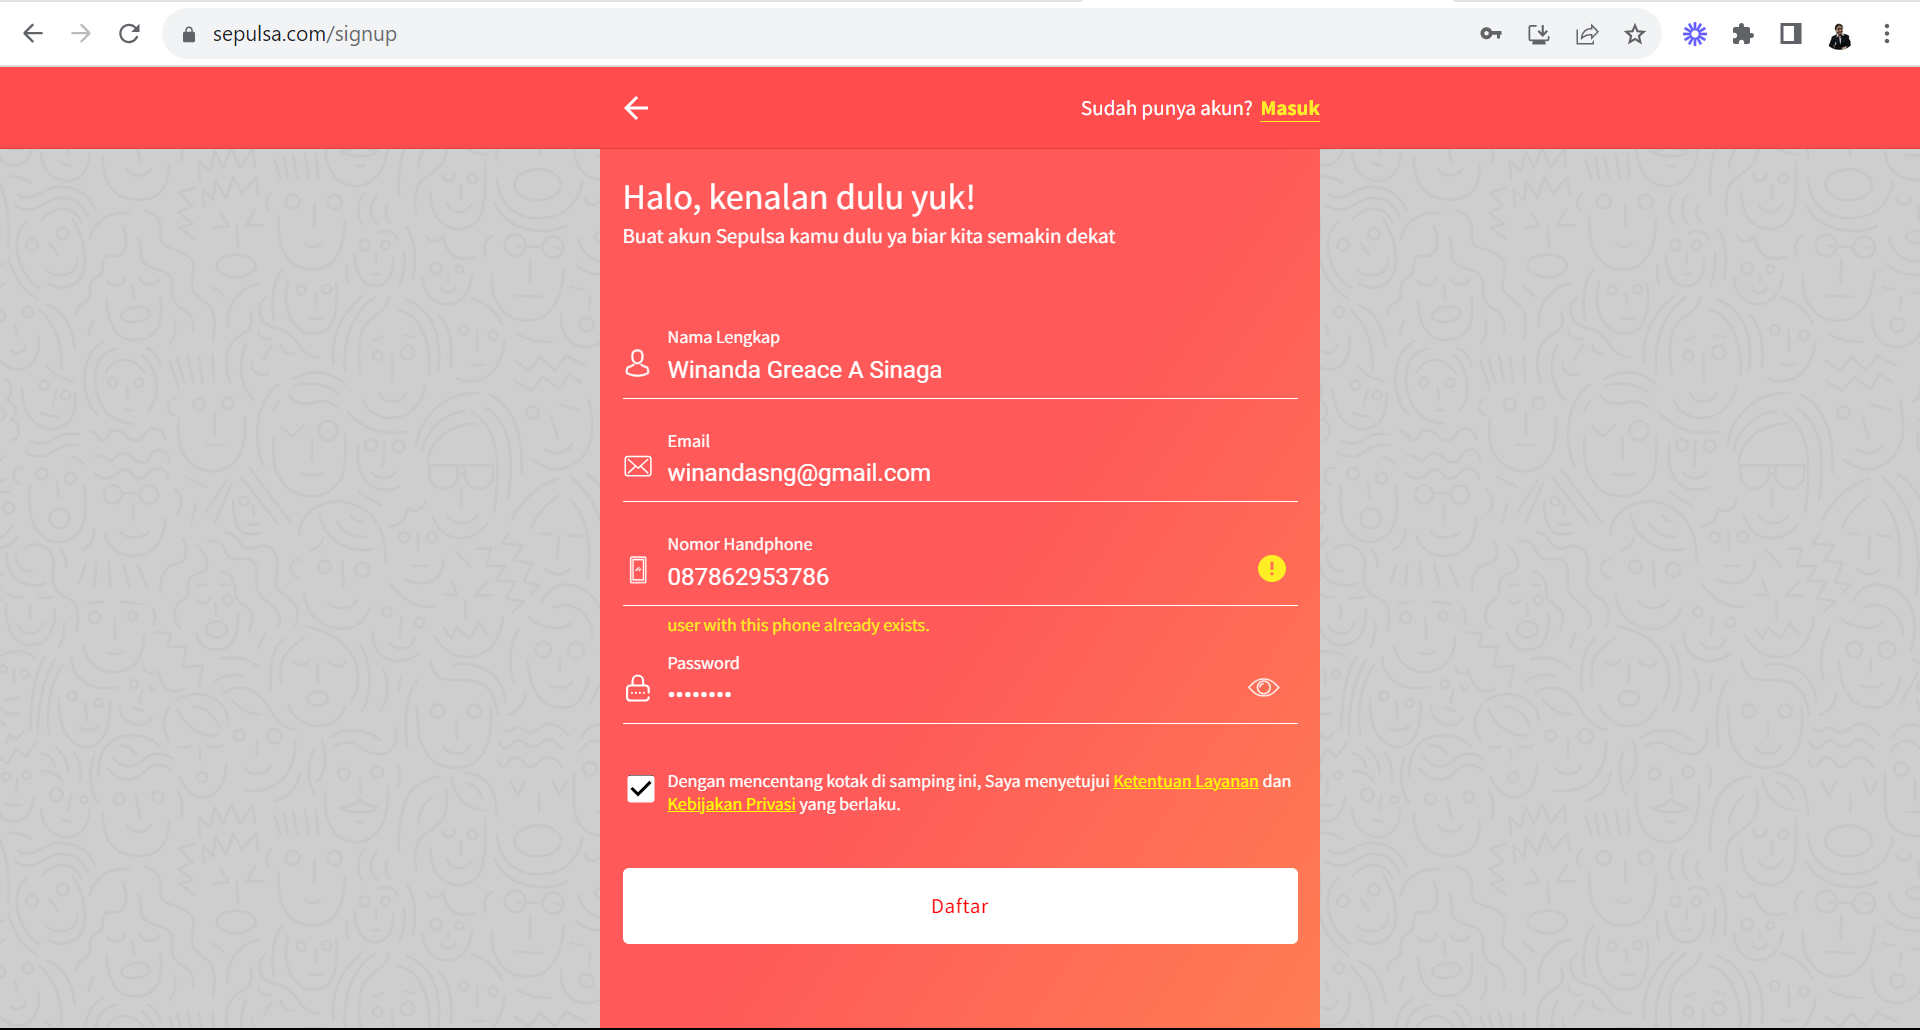 sepulsa.com/signup
Sudah punya akun? Masuk
Halo, kenalan dulu yuk!
Buat akun Sepulsa kamu dulu ya biar kita semakin dekat
Nama Lengkap
Winanda Greace A Sinaga
Email
winandasng@gmail.com
Nomor Handphone
087862953786
user with this phone already exists.
Password
••••••••
Dengan mencentang kotak di samping ini, Saya menyetujui Ketentuan Layanan dan
Kebijakan Privasi yang berlaku.
Daftar